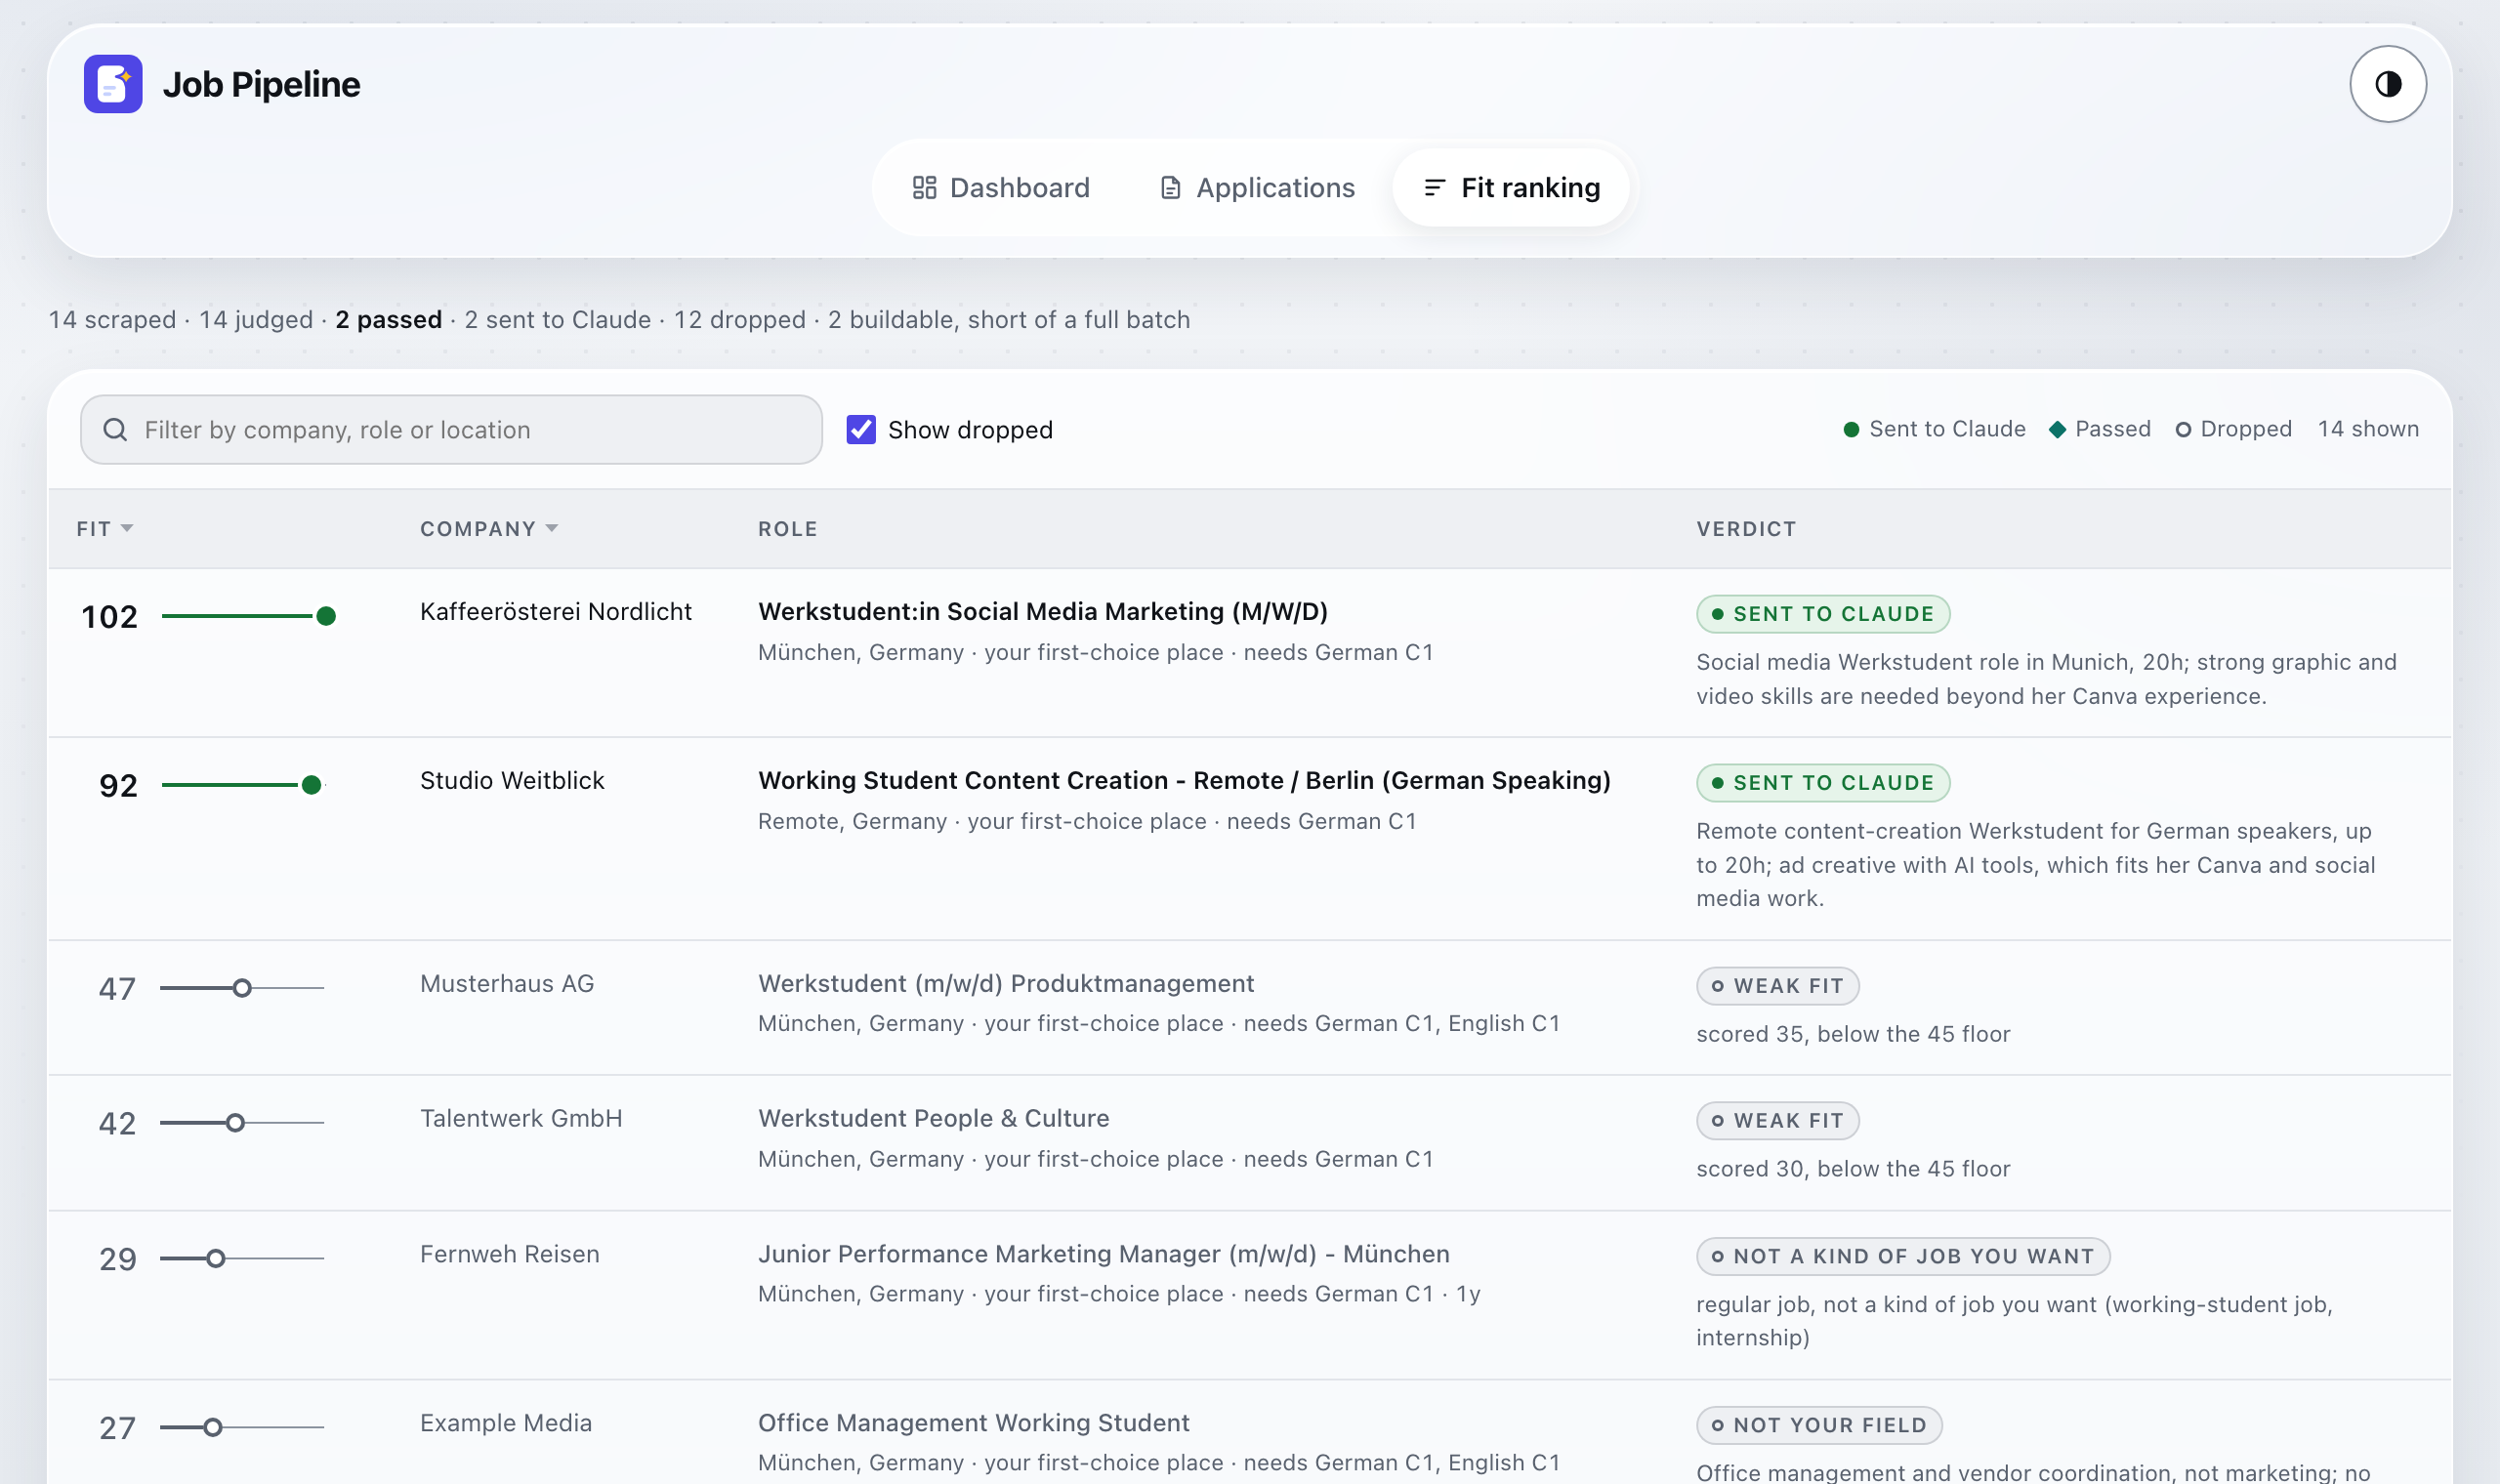 Job Pipeline
Dashboard
Applications
Fit ranking
14 scraped · 14 judged · 2 passed · 2 sent to Claude · 12 dropped · 2 buildable, short of a full batch
Filter by company, role or location
Show dropped
Sent to Claude
Passed
Dropped
14 shown
FIT
COMPANY
ROLE
VERDICT
102
Kaffeerösterei Nordlicht
Werkstudent:in Social Media Marketing (M/W/D)
München, Germany · your first-choice place · needs German C1
SENT TO CLAUDE
Social media Werkstudent role in Munich, 20h; strong graphic and
video skills are needed beyond her Canva experience.
92
Studio Weitblick
Working Student Content Creation - Remote / Berlin (German Speaking)
Remote, Germany · your first-choice place · needs German C1
SENT TO CLAUDE
Remote content-creation Werkstudent for German speakers, up
to 20h; ad creative with AI tools, which fits her Canva and social
media work.
47
Musterhaus AG
Werkstudent (m/w/d) Produktmanagement
München, Germany · your first-choice place · needs German C1, English C1
WEAK FIT
scored 35, below the 45 floor
42
Talentwerk GmbH
Werkstudent People & Culture
München, Germany · your first-choice place · needs German C1
WEAK FIT
scored 30, below the 45 floor
29
Fernweh Reisen
Junior Performance Marketing Manager (m/w/d) - München
München, Germany · your first-choice place · needs German C1 · 1y
NOT A KIND OF JOB YOU WANT
regular job, not a kind of job you want (working-student job,
internship)
27
Example Media
Office Management Working Student
München, Germany · your first-choice place · needs German C1, English C1
NOT YOUR FIELD
Office management and vendor coordination, not marketing; no